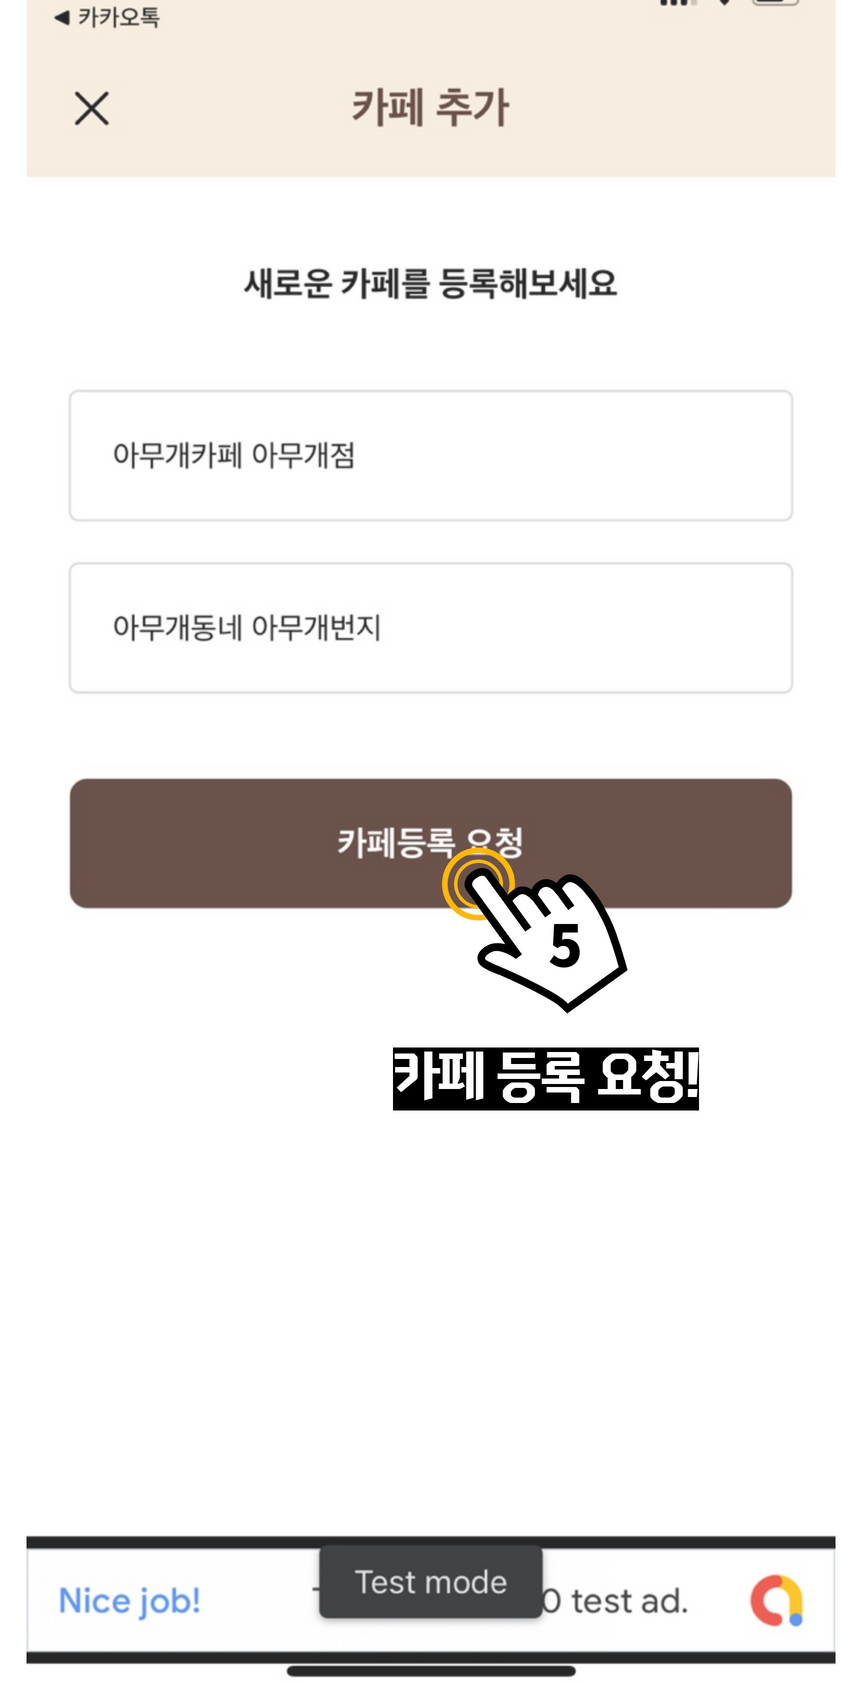 ◀ 카카오톡
카페 추가
새로운 카페를 등록해보세요
아무개카페 아무개점
아무개동네 아무개번지
카페등록 요청
5
카페 등록 요청!
Test mode
Nice job! 0 test ad.